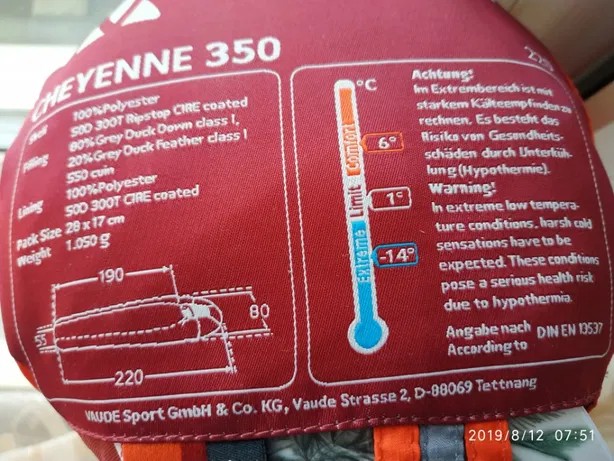 CHEYENNE 350
100%Polyester
50D 300T Ripstop CIRE coated
Filling 80%Grey Duck Down class I,
20%Grey Duck Feather class I
550 cuin
Lining 100%Polyester
50D 300T CIRE coated
Pack Size 28 x 17 cm
Weight 1.050 g
190
80
55
220
°C
Comfort
6°
Limit
1°
Extreme
-14°
Achtung!
Im Extrembereich ist mit
starkem Kälteempfinden zu
rechnen. Es besteht das
Risiko von Gesundheits-
schäden durch Unterküh-
lung (Hypothermie).
Warning!
In extreme low tempera-
ture conditions, harsh cold
sensations have to be
expected. These conditions
pose a serious health risk
due to hypothermia.
Angabe nach
According to DIN EN 13537
VAUDE Sport GmbH & Co. KG, Vaude Strasse 2, D-88069 Tettnang
2019/8/12 07:51